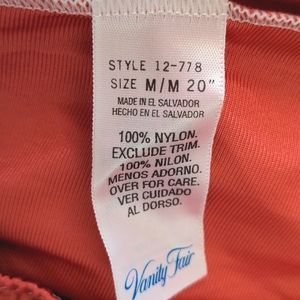 STYLE 12-778
SIZE M/M 20"
MADE IN EL SALVADOR
HECHO EN EL SALVADOR
100% NYLON.
EXCLUDE TRIM.
100% NILON.
MENOS ADORNO.
OVER FOR CARE.
VER CUIDADO
AL DORSO.
Vanity Fair